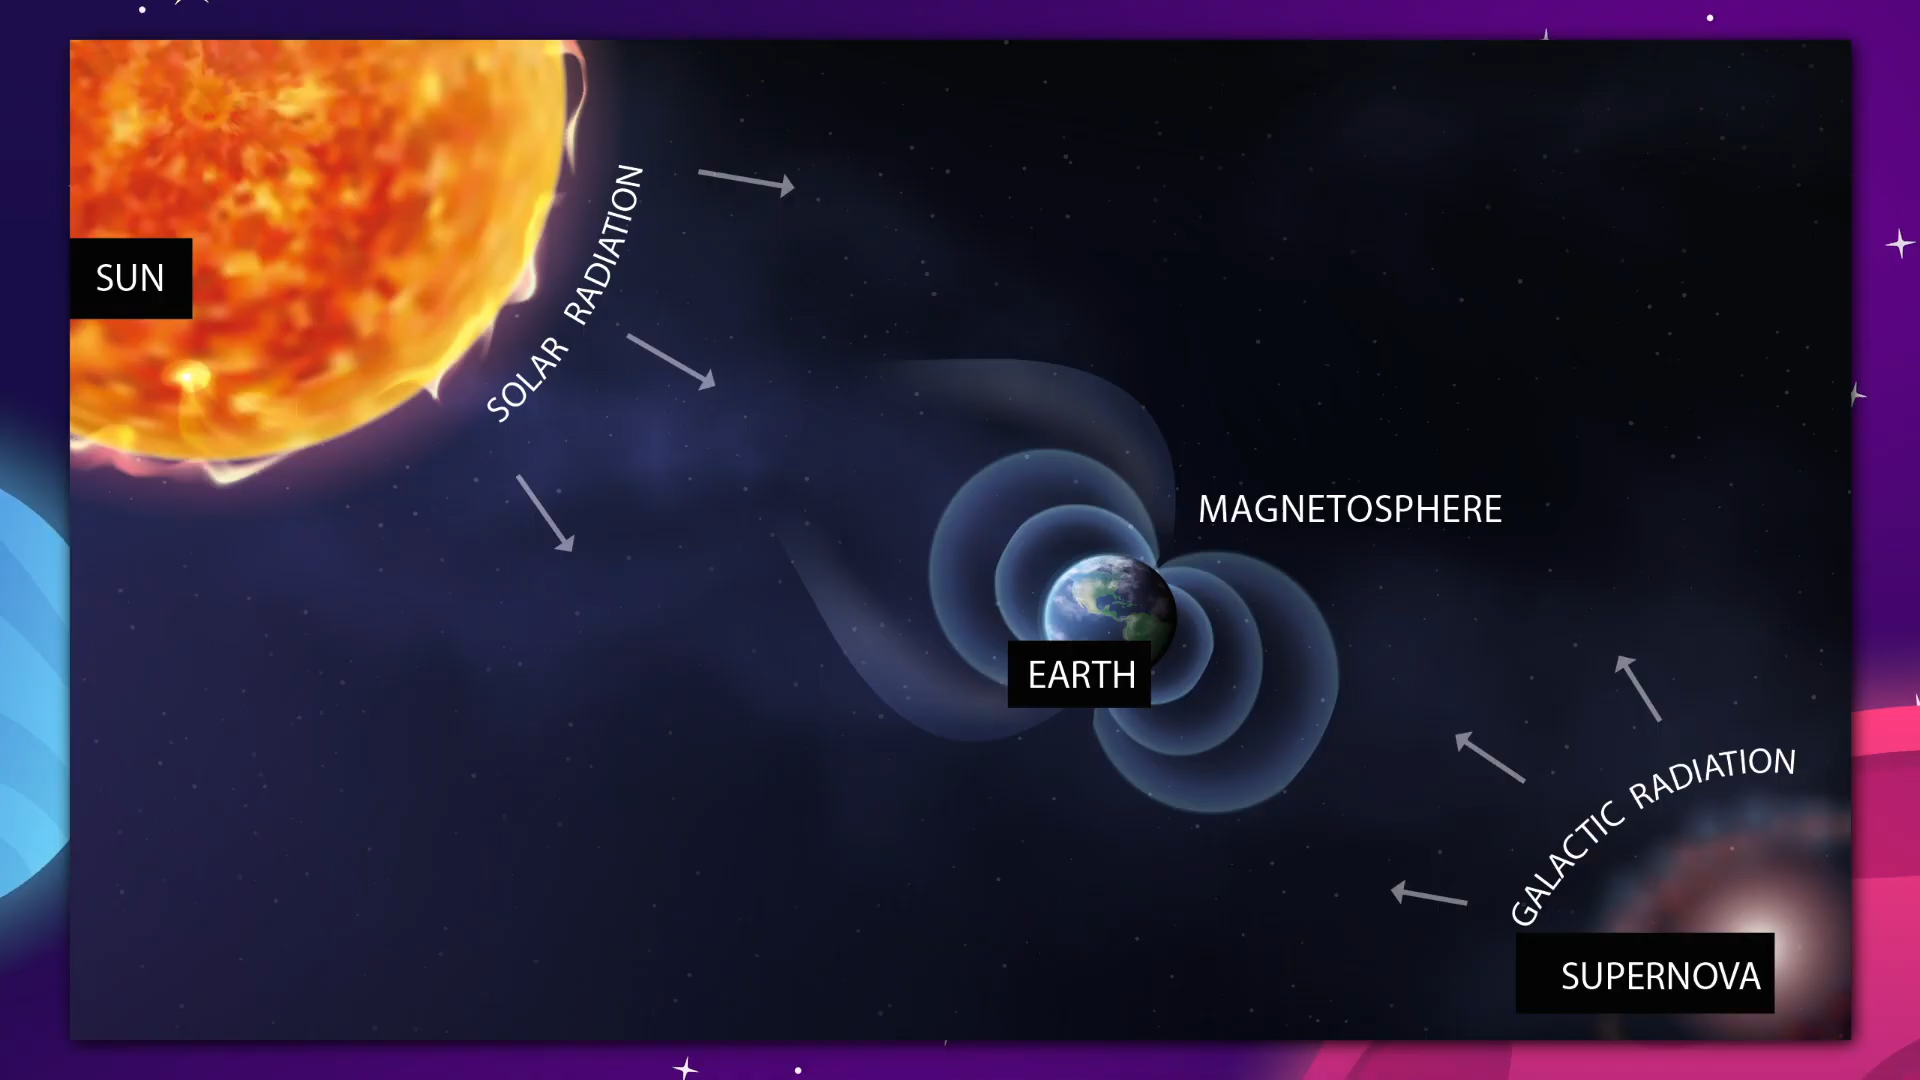 SUN
SOLAR RADIATION
MAGNETOSPHERE
EARTH
GALACTIC RADIATION
SUPERNOVA